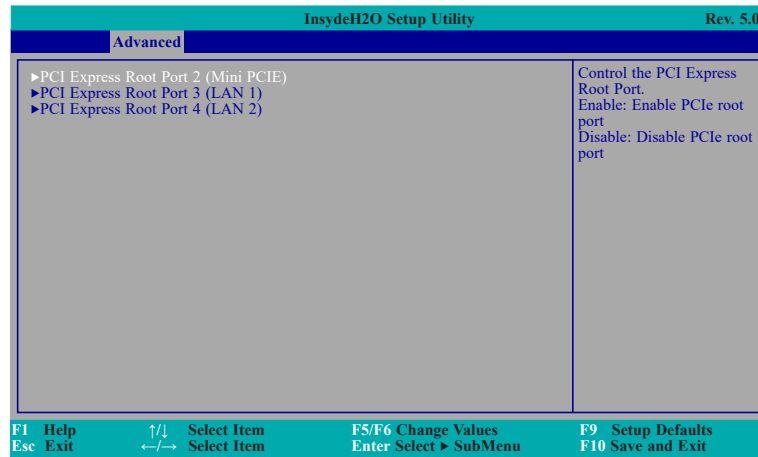 InsydeH2O Setup Utility Rev. 5.0
Advanced
►PCI Express Root Port 2 (Mini PCIE)
►PCI Express Root Port 3 (LAN 1)
►PCI Express Root Port 4 (LAN 2)
Control the PCI Express
Root Port.
Enable: Enable PCIe root
port
Disable: Disable PCIe root
port
F1 Help ↑/↓ Select Item F5/F6 Change Values F9 Setup Defaults
Esc Exit ←/→ Select Item Enter Select ► SubMenu F10 Save and Exit